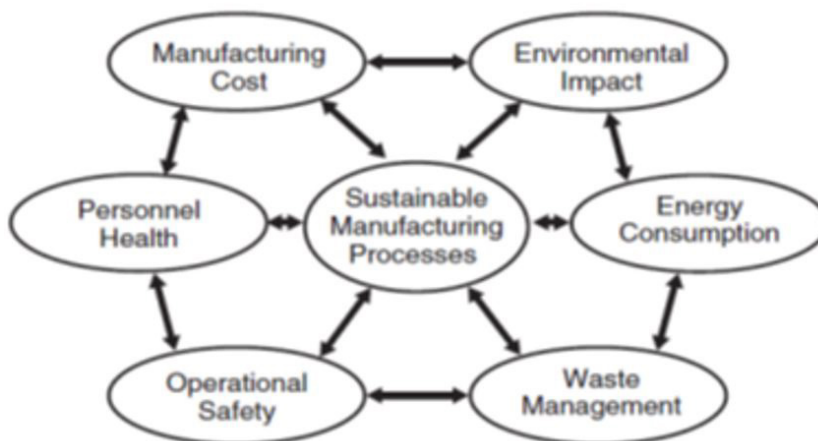 Manufacturing
Cost
Environmental
Impact
Personnel
Health
Sustainable
Manufacturing
Processes
Energy
Consumption
Operational
Safety
Waste
Management